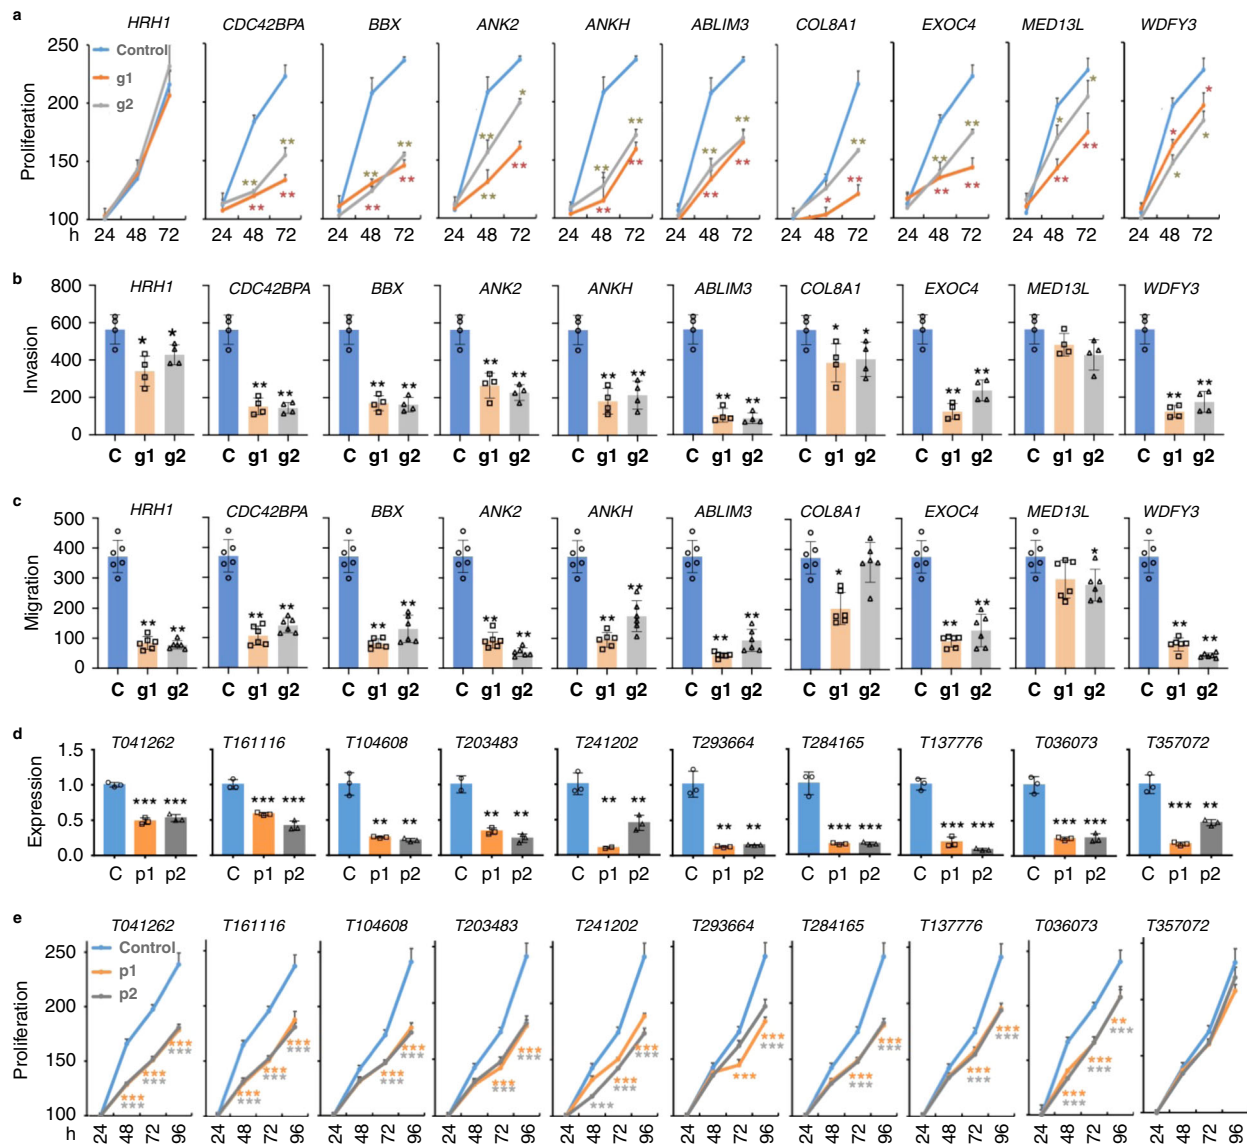 a
HRH1 CDC42BPA BBX ANK2 ANKH ABLIM3 COL8A1 EXOC4 MED13L WDFY3
Proliferation
250
200
150
100
Control
g1
g2
** ** ** **
** ** ** **
** ** * **
** ** ** **
** ** ** **
* **
** ** **
* ** * **
* * * *
h 24 48 72 24 48 72 24 48 72 24 48 72 24 48 72 24 48 72 24 48 72 24 48 72 24 48 72 24 48 72
b
HRH1 CDC42BPA BBX ANK2 ANKH ABLIM3 COL8A1 EXOC4 MED13L WDFY3
Invasion
800
600
400
200
0
* * ** ** ** ** ** ** ** ** ** ** * * ** ** * ** **
C g1 g2 C g1 g2 C g1 g2 C g1 g2 C g1 g2 C g1 g2 C g1 g2 C g1 g2 C g1 g2 C g1 g2
c
HRH1 CDC42BPA BBX ANK2 ANKH ABLIM3 COL8A1 EXOC4 MED13L WDFY3
Migration
500
400
300
200
100
0
** ** ** ** ** ** ** ** ** ** ** ** * ** ** * ** **
C g1 g2 C g1 g2 C g1 g2 C g1 g2 C g1 g2 C g1 g2 C g1 g2 C g1 g2 C g1 g2 C g1 g2
d
T041262 T161116 T104608 T203483 T241202 T293664 T284165 T137776 T036073 T357072
Expression
1.5
1.0
0.5
0.0
*** *** *** *** ** ** ** ** ** ** ** ** *** *** *** *** *** *** *** **
C p1 p2 C p1 p2 C p1 p2 C p1 p2 C p1 p2 C p1 p2 C p1 p2 C p1 p2 C p1 p2 C p1 p2
e
T041262 T161116 T104608 T203483 T241202 T293664 T284165 T137776 T036073 T357072
Proliferation
250
200
150
100
Control
p1
p2
h 24 48 72 96 24 48 72 96 24 48 72 96 24 48 72 96 24 48 72 96 24 48 72 96 24 48 72 96 24 48 72 96 24 48 72 96 24 48 72 96